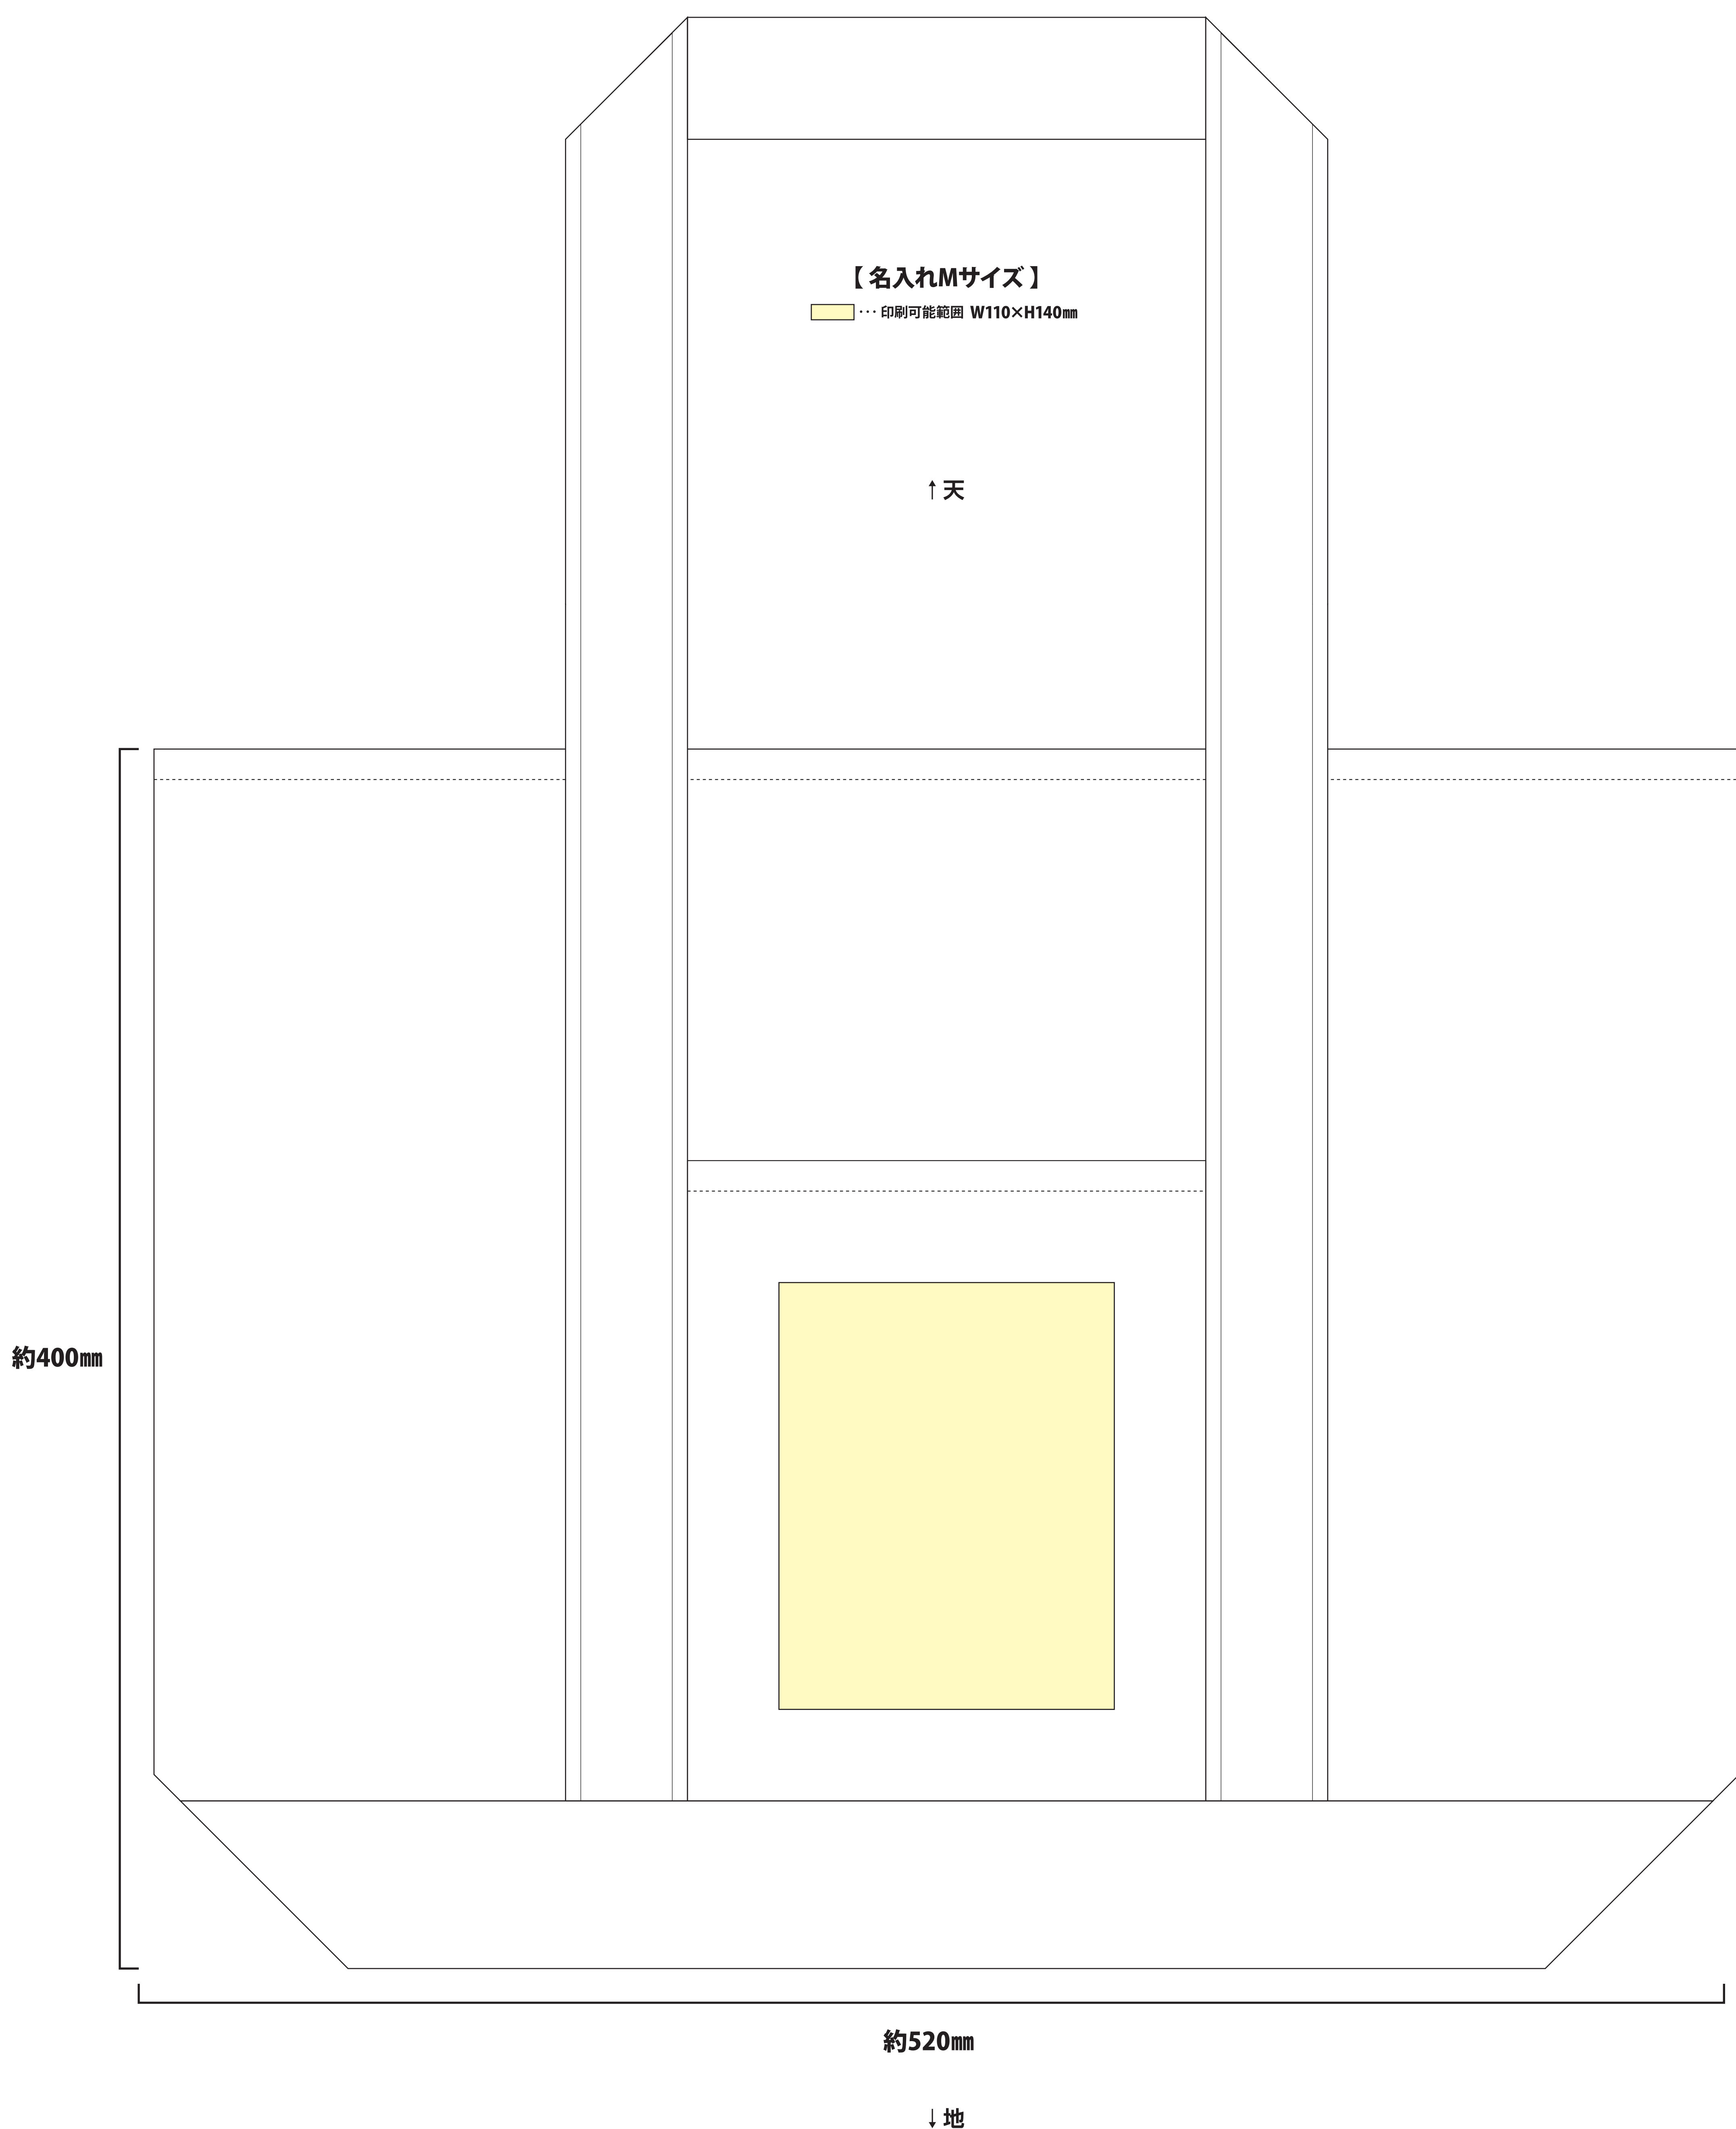 【 名入れMサイズ 】
･･･ 印刷可能範囲 W110×H140㎜
↑ 天
約400㎜
約520㎜
↓ 地